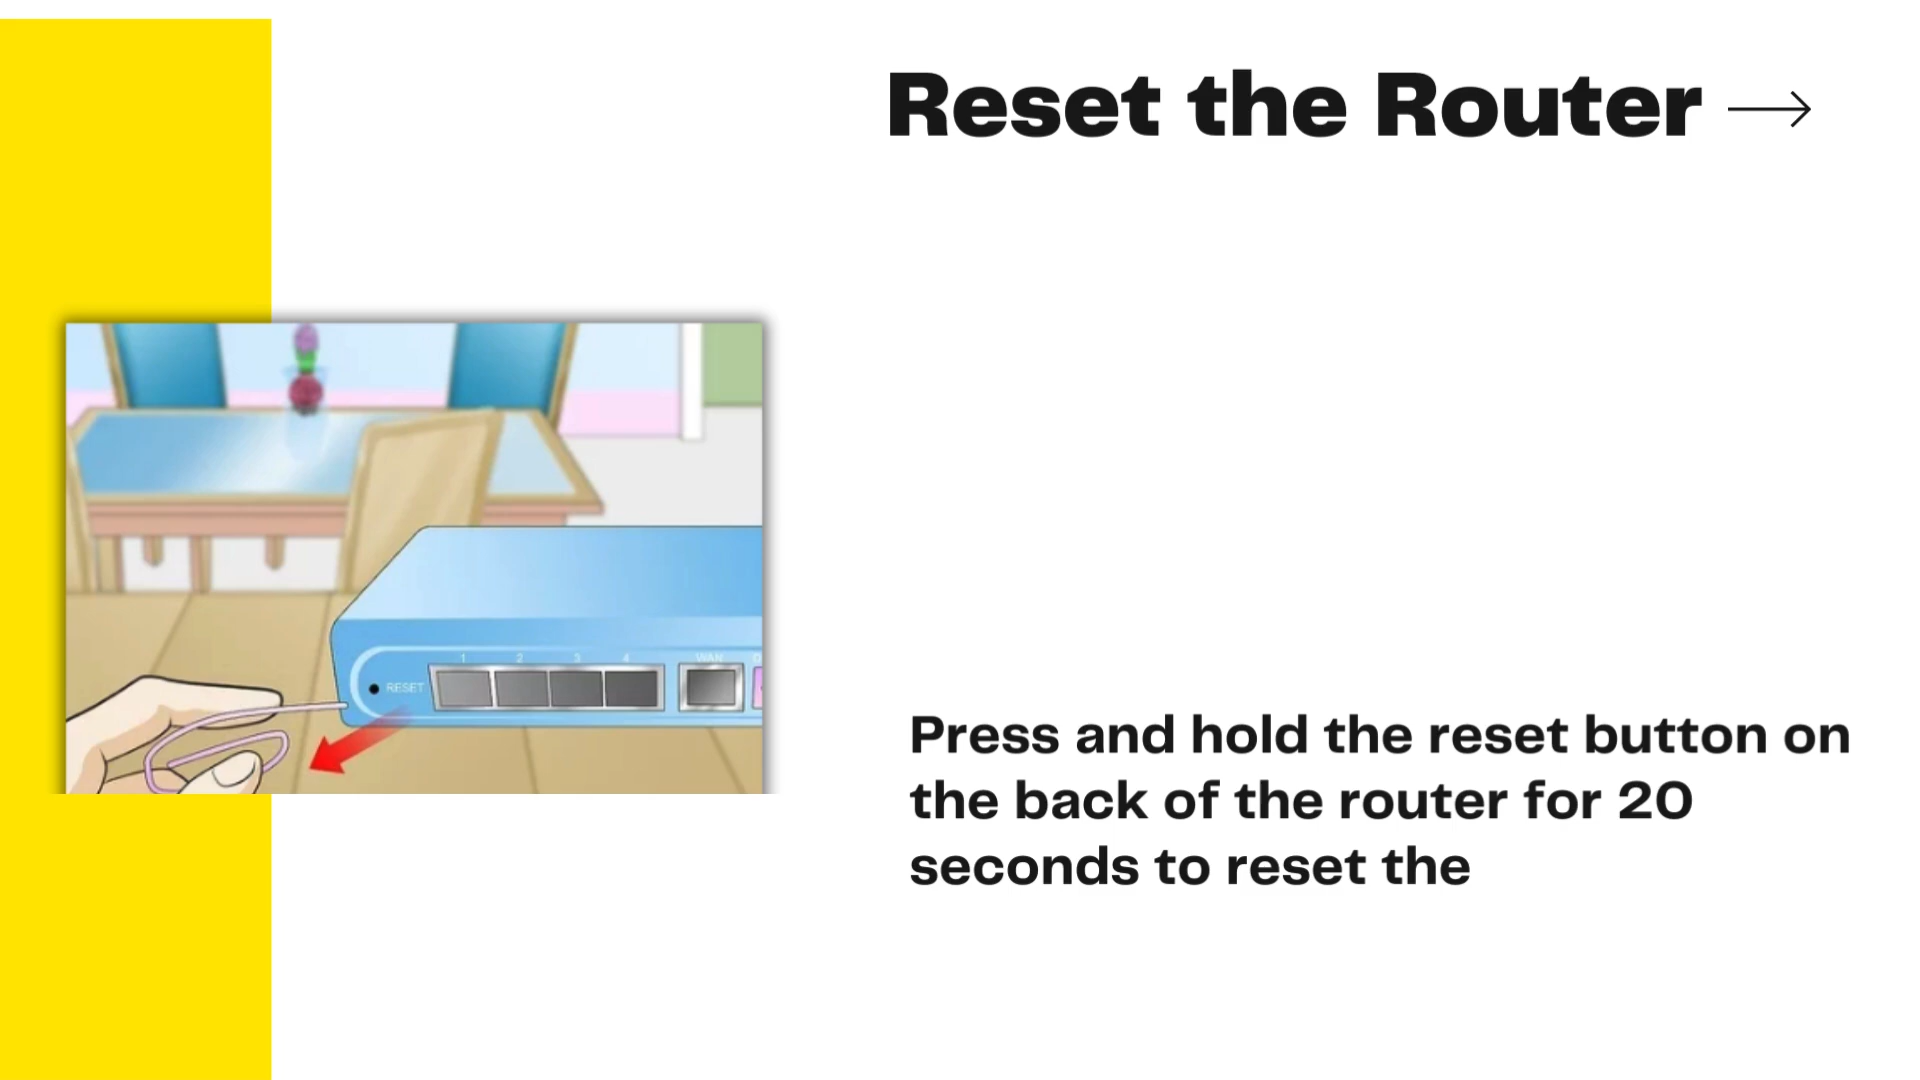 Reset the Router
1 2 3 4 WAN
RESET
Press and hold the reset button on
the back of the router for 20
seconds to reset the